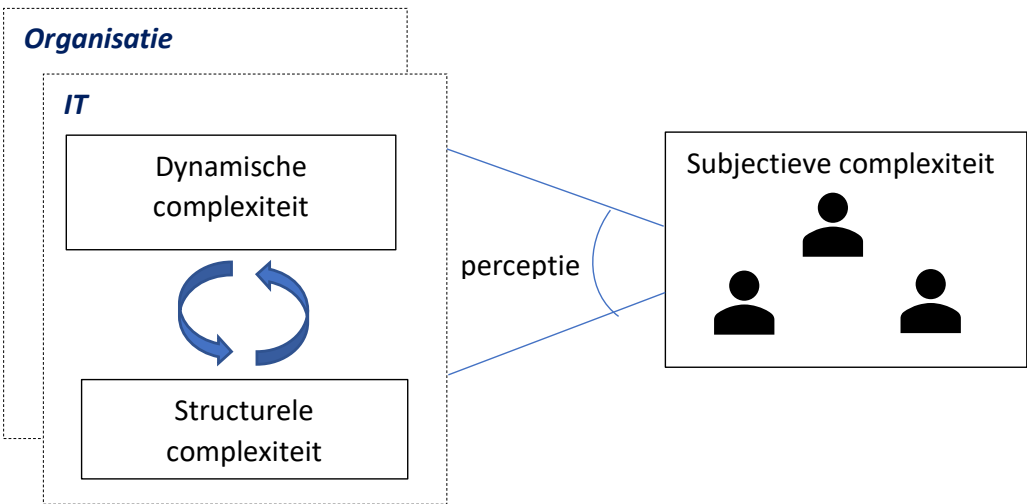 Organisatie
IT
Dynamische
complexiteit
Structurele
complexiteit
perceptie
Subjectieve complexiteit